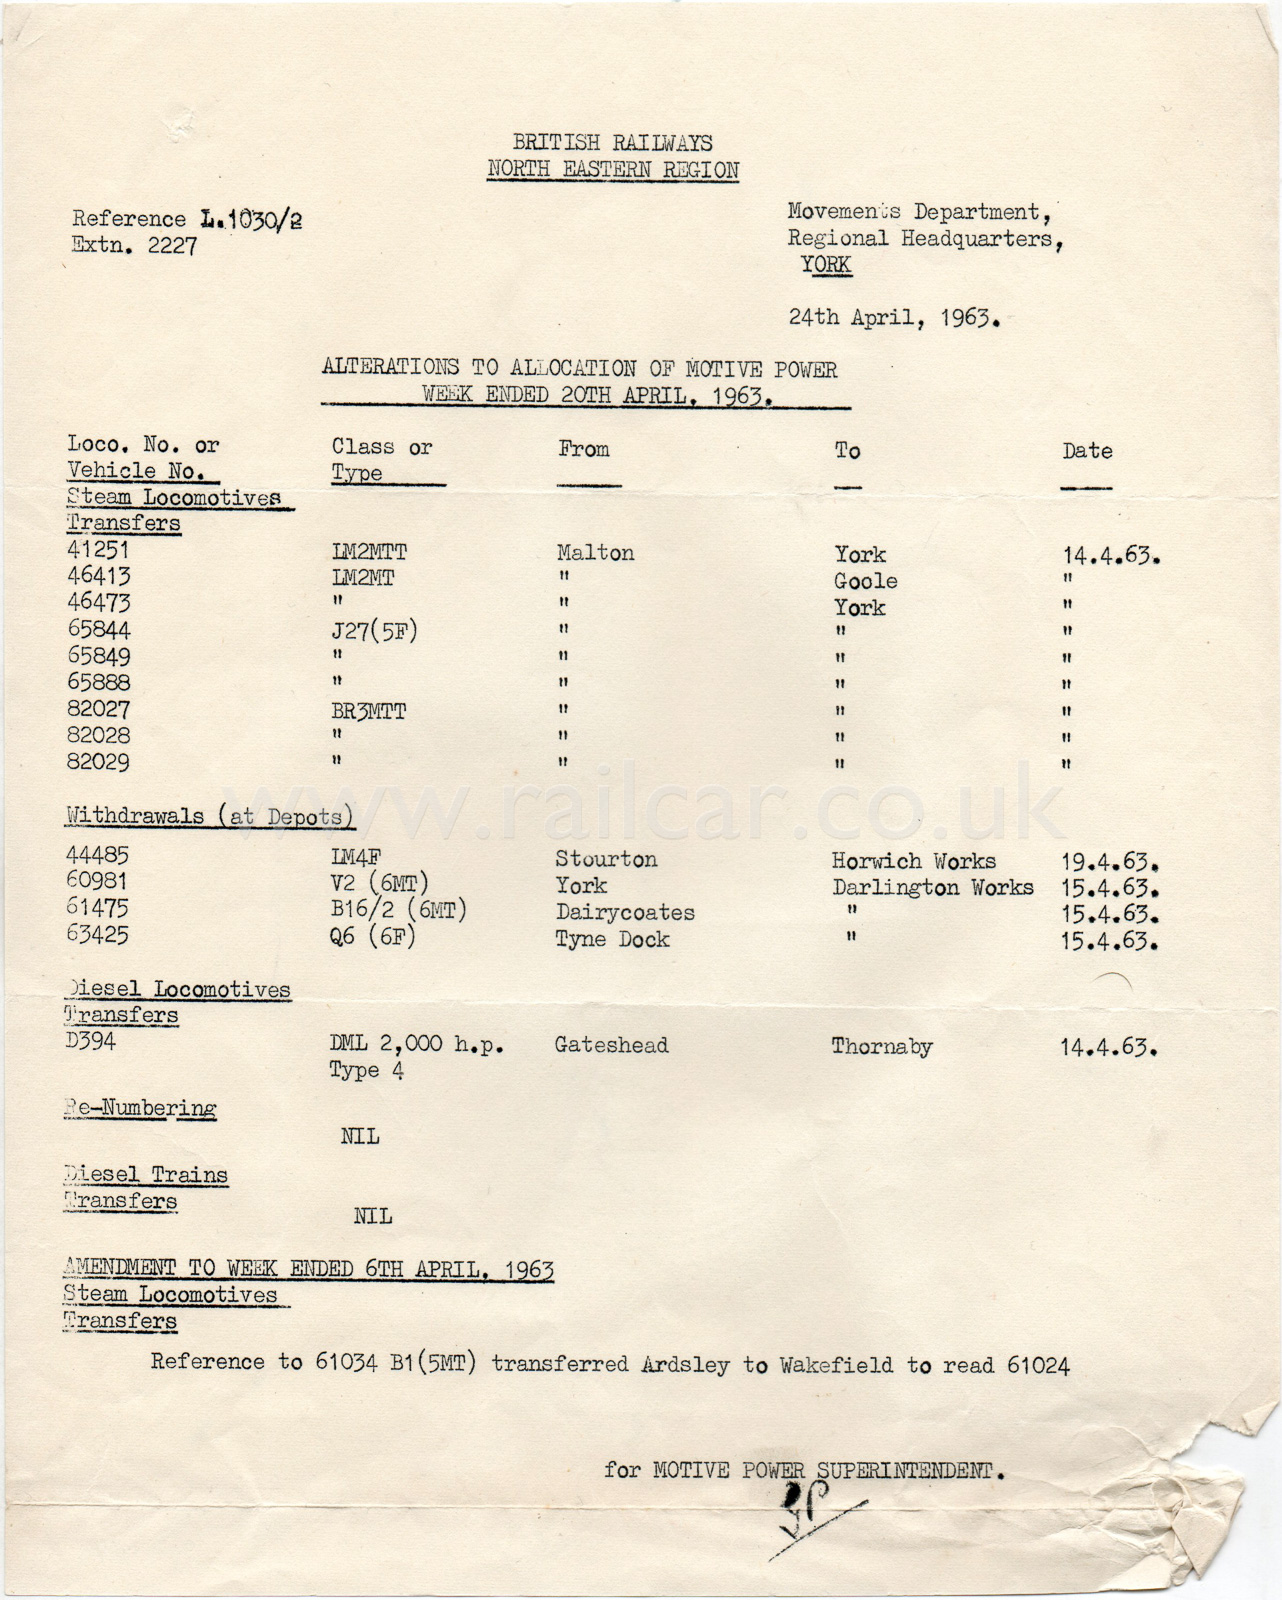 BRITISH RAILWAYS
NORTH EASTERN REGION
Reference L.1030/2
Extn. 2227
Movements Department,
Regional Headquarters,
YORK
24th April, 1963.
ALTERATIONS TO ALLOCATION OF MOTIVE POWER
WEEK ENDED 20TH APRIL, 1963.
Loco. No. or Class or From To Date
Vehicle No. Type
Steam Locomotives
Transfers
41251 LM2MTT Malton York 14.4.63.
46413 LM2MT " Goole "
46473 " " York "
65844 J27(5F) " " "
65849 " " " "
65888 " " " "
82027 BR3MTT " " "
82028 " " " "
82029 " " " "
www.railcar.co.uk
Withdrawals (at Depots)
44485 LM4F Stourton Horwich Works 19.4.63.
60981 V2 (6MT) York Darlington Works 15.4.63.
61475 B16/2 (6MT) Dairycoates " 15.4.63.
63425 Q6 (6F) Tyne Dock " 15.4.63.
Diesel Locomotives
Transfers
D394 DML 2,000 h.p. Gateshead Thornaby 14.4.63.
Type 4
Re-Numbering
NIL
Diesel Trains
Transfers
NIL
AMENDMENT TO WEEK ENDED 6TH APRIL, 1963
Steam Locomotives
Transfers
Reference to 61034 B1(5MT) transferred Ardsley to Wakefield to read 61024
for MOTIVE POWER SUPERINTENDENT.